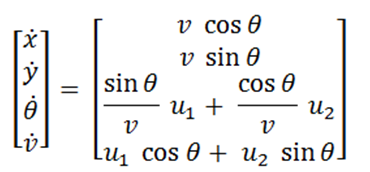 [ẋ ẏ θ̇ v̇] = [
v cos θ
v sin θ
(sin θ / v) u₁ + (cos θ / v) u₂
u₁ cos θ + u₂ sin θ ]